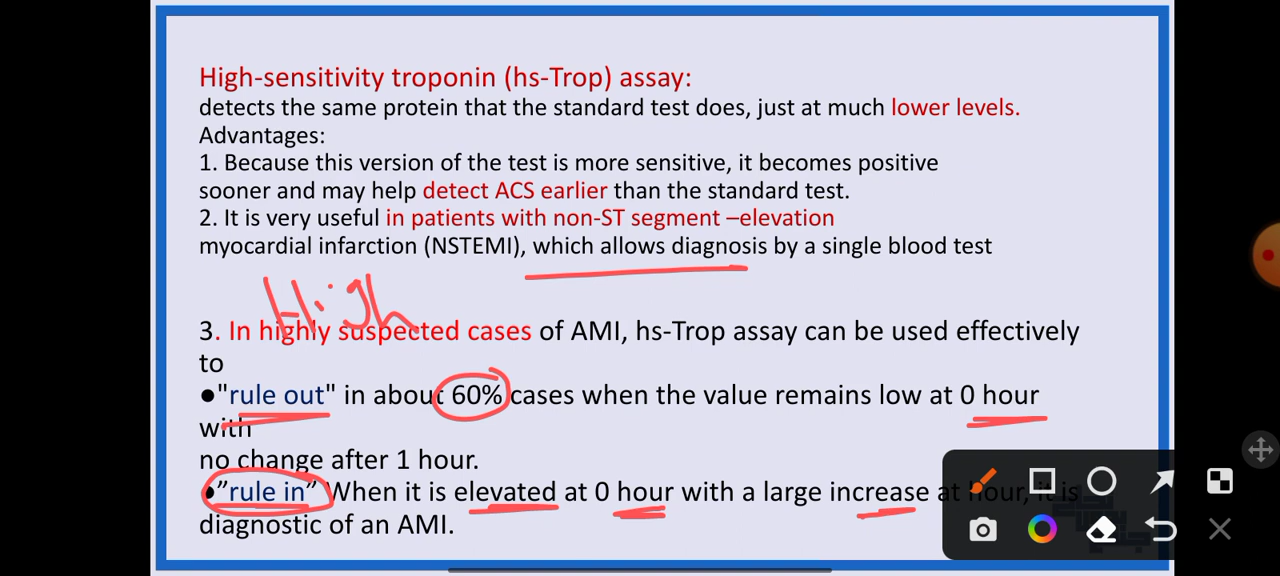 High-sensitivity troponin (hs-Trop) assay:
detects the same protein that the standard test does, just at much lower levels.
Advantages:
1. Because this version of the test is more sensitive, it becomes positive
sooner and may help detect ACS earlier than the standard test.
2. It is very useful in patients with non-ST segment –elevation
myocardial infarction (NSTEMI), which allows diagnosis by a single blood test
High
3. In highly suspected cases of AMI, hs-Trop assay can be used effectively
to
●"rule out" in about 60% cases when the value remains low at 0 hour
with
no change after 1 hour.
●”rule in” When it is elevated at 0 hour with a large increase at hour, it is
diagnostic of an AMI.